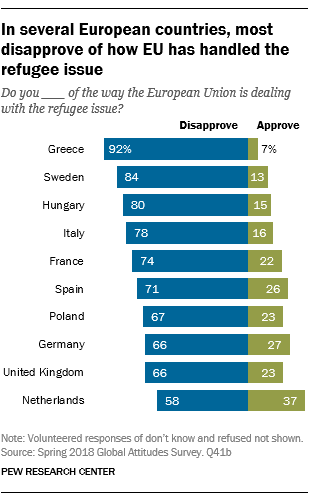 In several European countries, most
disapprove of how EU has handled the
refugee issue
Do you ___ of the way the European Union is dealing
with the refugee issue?
Disapprove Approve
Greece 92% 7%
Sweden 84 13
Hungary 80 15
Italy 78 16
France 74 22
Spain 71 26
Poland 67 23
Germany 66 27
United Kingdom 66 23
Netherlands 58 37
Note: Volunteered responses of don't know and refused not shown.
Source: Spring 2018 Global Attitudes Survey. Q41b
PEW RESEARCH CENTER